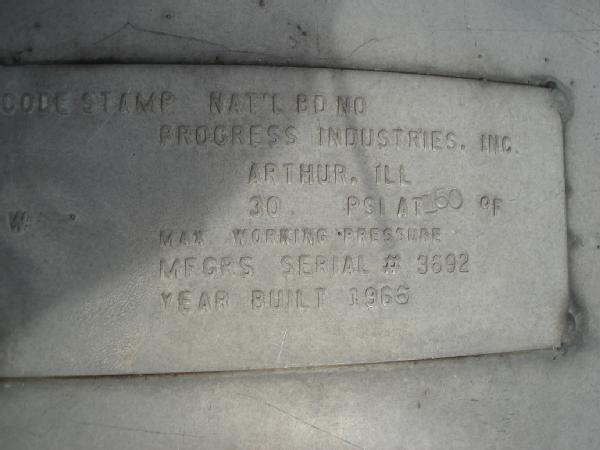 CODE STAMP NAT'L BD NO
PROGRESS INDUSTRIES, INC.
ARTHUR, ILL
30 PSI AT 150 °F
MAX WORKING PRESSURE
MFGRS SERIAL # 3692
YEAR BUILT 1966